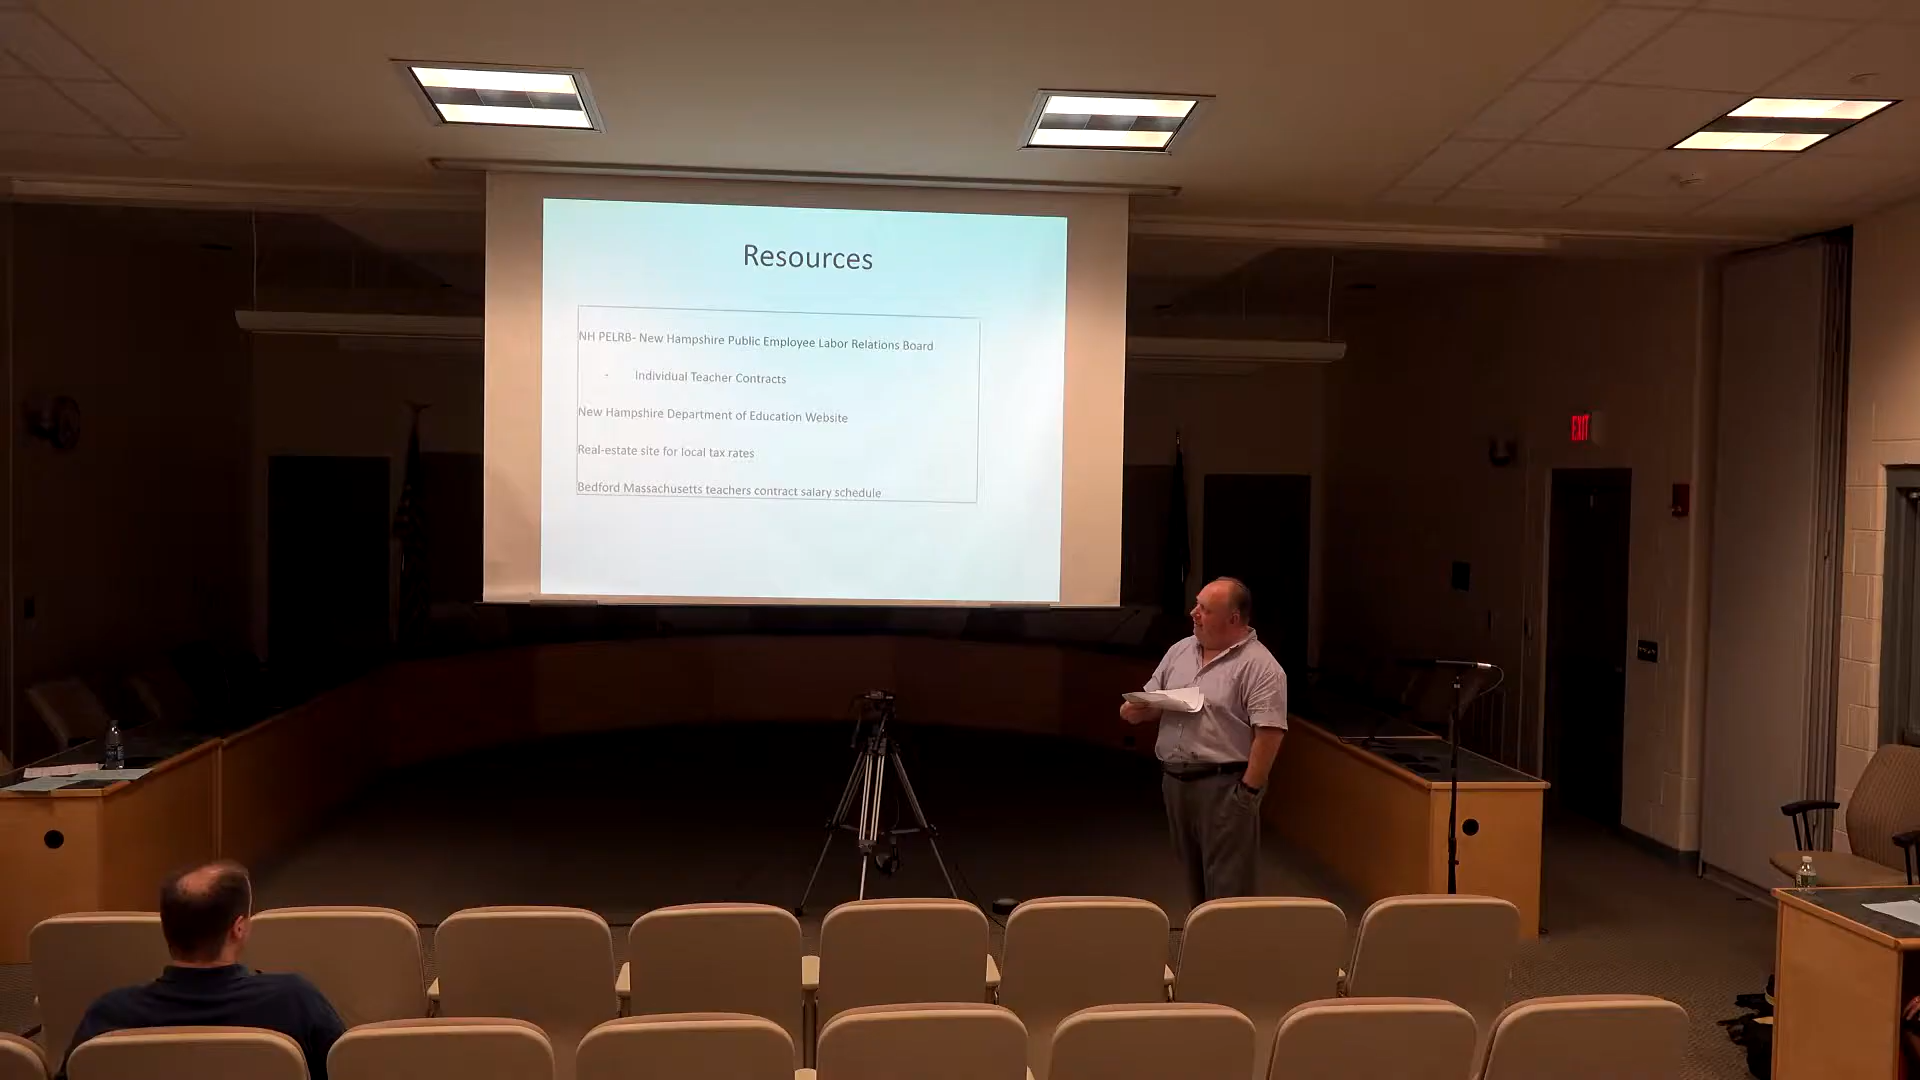 Resources
NH PELRB- New Hampshire Public Employee Labor Relations Board
- Individual Teacher Contracts
New Hampshire Department of Education Website
Real-estate site for local tax rates
Bedford Massachusetts teachers contract salary schedule
EXIT